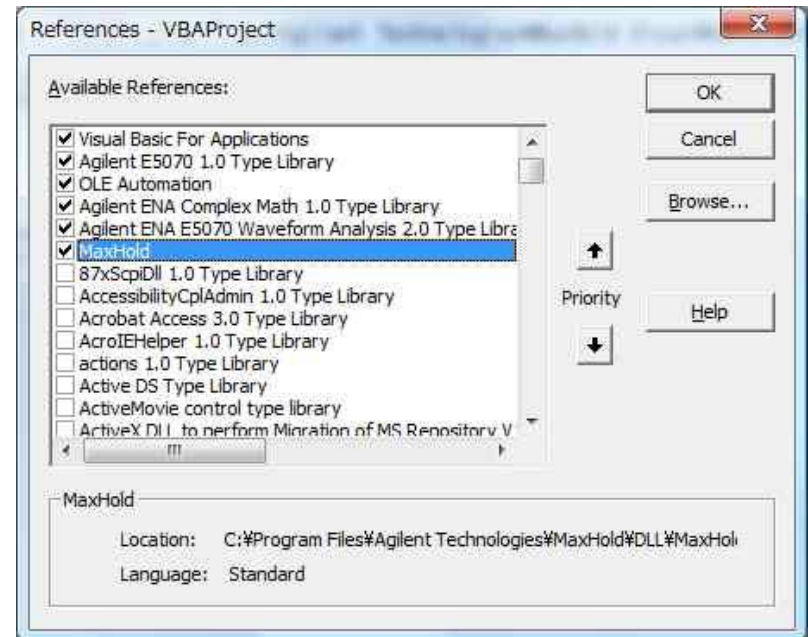 References - VBAProject
Available References:
Visual Basic For Applications
Agilent E5070 1.0 Type Library
OLE Automation
Agilent ENA Complex Math 1.0 Type Library
Agilent ENA E5070 Waveform Analysis 2.0 Type Libra
MaxHold
87xScpiDll 1.0 Type Library
AccessibilityCplAdmin 1.0 Type Library
Acrobat Access 3.0 Type Library
AcroIEHelper 1.0 Type Library
actions 1.0 Type Library
Active DS Type Library
ActiveMovie control type library
ActiveX DLL to perform Migration of MS Repository V
OK
Cancel
Browse...
Priority
Help
MaxHold
Location: C:¥Program Files¥Agilent Technologies¥MaxHold¥DLL¥MaxHol
Language: Standard